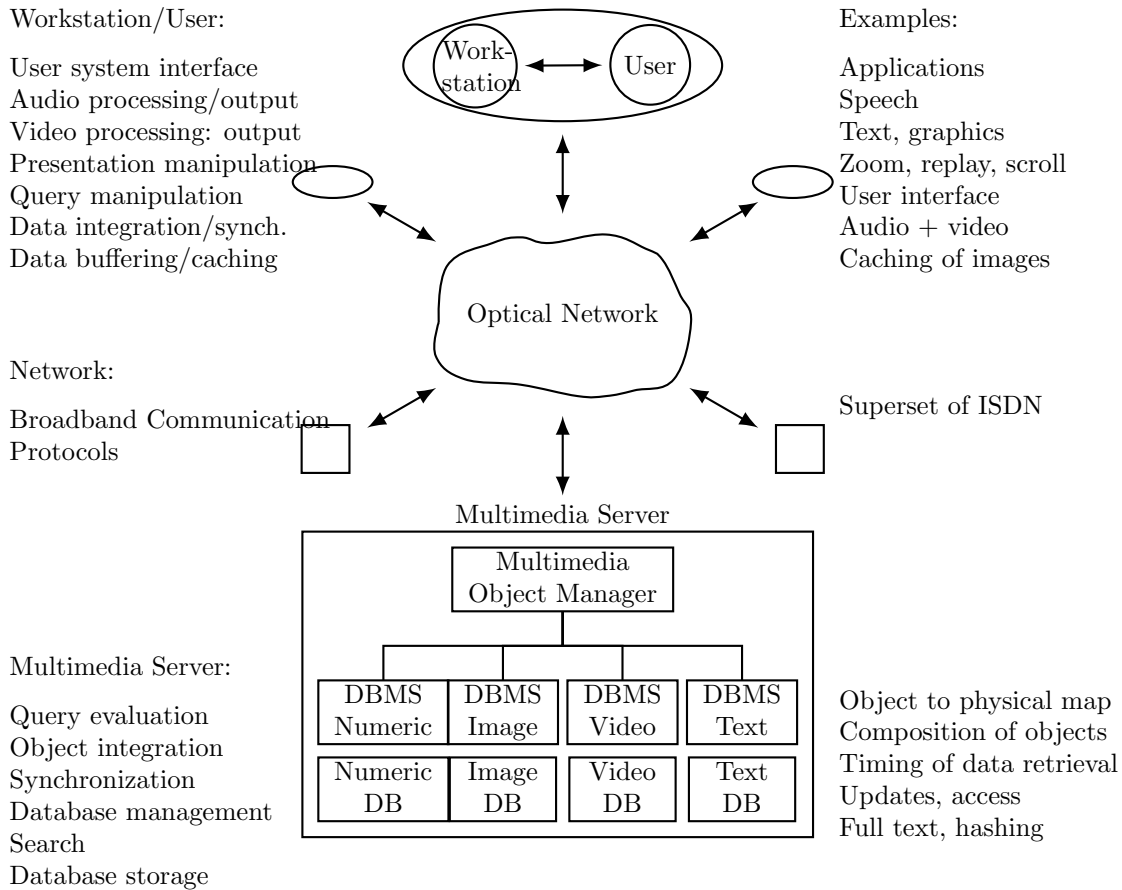 Workstation/User:
User system interface
Audio processing/output
Video processing: output
Presentation manipulation
Query manipulation
Data integration/synch.
Data buffering/caching
Work-
station
User
Examples:
Applications
Speech
Text, graphics
Zoom, replay, scroll
User interface
Audio + video
Caching of images
Optical Network
Network:
Broadband Communication
Protocols
Superset of ISDN
Multimedia Server
Multimedia
Object Manager
DBMS
Numeric
DBMS
Image
DBMS
Video
DBMS
Text
Numeric
DB
Image
DB
Video
DB
Text
DB
Multimedia Server:
Query evaluation
Object integration
Synchronization
Database management
Search
Database storage
Object to physical map
Composition of objects
Timing of data retrieval
Updates, access
Full text, hashing